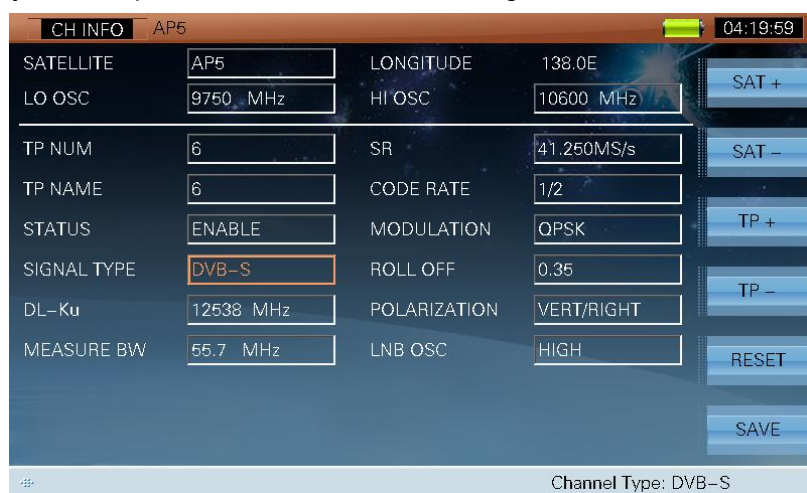 CH INFO AP5 04:19:59
SATELLITE AP5 LONGITUDE 138.0E SAT +
LO OSC 9750 MHz HI OSC 10600 MHz
TP NUM 6 SR 41.250MS/s SAT –
TP NAME 6 CODE RATE 1/2
STATUS ENABLE MODULATION QPSK TP +
SIGNAL TYPE DVB–S ROLL OFF 0.35
DL–Ku 12538 MHz POLARIZATION VERT/RIGHT TP –
MEASURE BW 55.7 MHz LNB OSC HIGH RESET
SAVE
Channel Type: DVB–S